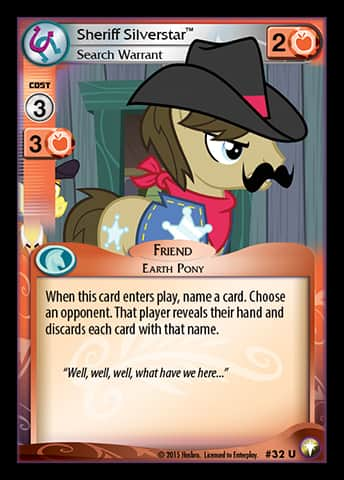 Sheriff Silverstar™
Search Warrant
2
COST
3
3
FRIEND
EARTH PONY
When this card enters play, name a card. Choose
an opponent. That player reveals their hand and
discards each card with that name.
"Well, well, well, what have we here..."
© 2015 Hasbro. Licensed to Enterplay. #32 U